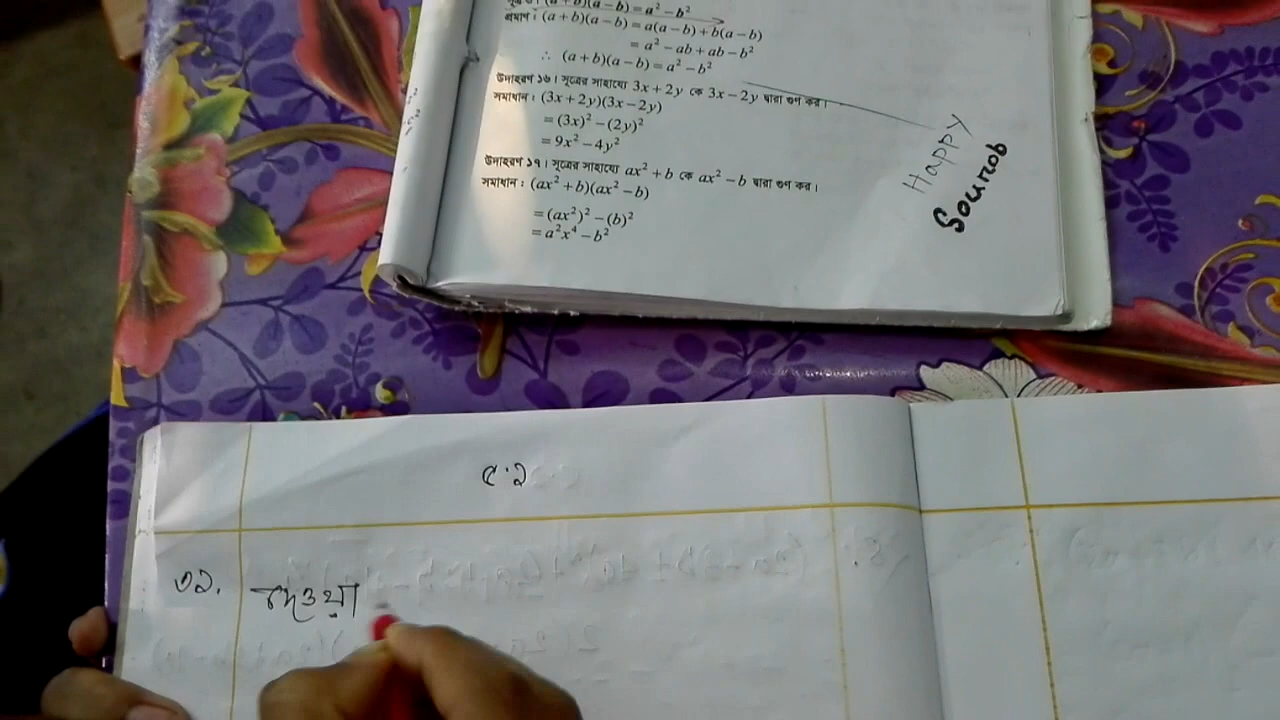 (a + b)(a − b) = a² − b²
প্রমাণ : (a + b)(a − b) = a(a − b) + b(a − b)
= a² − ab + ab − b²
∴ (a + b)(a − b) = a² − b²
উদাহরণ ১৬। সূত্রের সাহায্যে 3x + 2y কে 3x − 2y দ্বারা গুণ কর।
সমাধান : (3x + 2y)(3x − 2y)
= (3x)² − (2y)²
= 9x² − 4y²
উদাহরণ ১৭। সূত্রের সাহায্যে ax² + b কে ax² − b দ্বারা গুণ কর।
সমাধান : (ax² + b)(ax² − b)
= (ax²)² − (b)²
= a²x⁴ − b²
Happy
Sourob
৫.২
৩২. দেওয়া